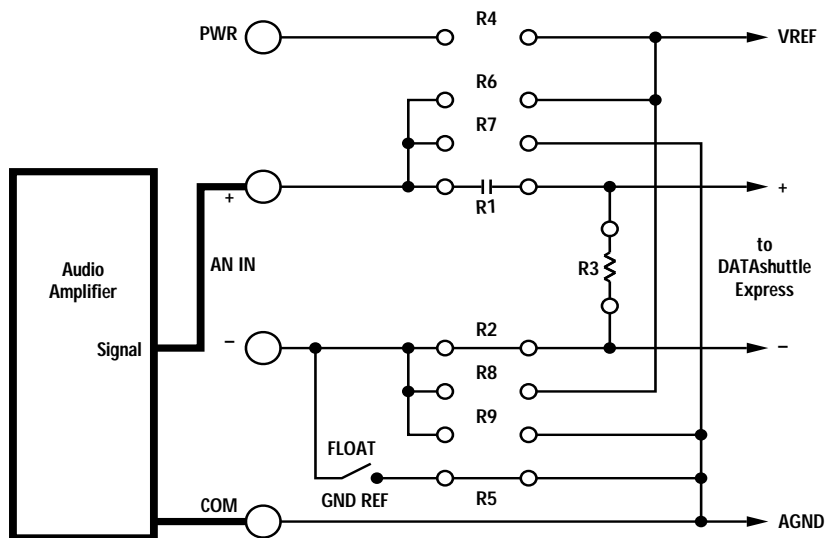 PWR
R4
VREF
R6
R7
+
R1
+
AN IN
Audio
Amplifier
R3
to
DATAshuttle
Express
Signal
–
R2
–
R8
R9
FLOAT
GND REF
R5
COM
AGND